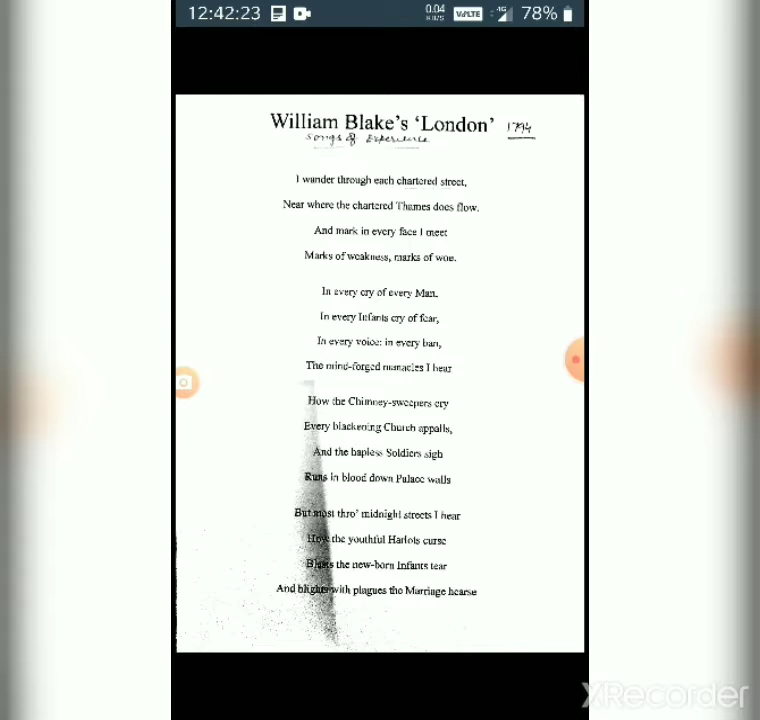 12:42:23
0.04
KB/S
VoLTE
4G
78%
William Blake's 'London' 1794
Songs of Experience
I wander through each chartered street,
Near where the chartered Thames does flow.
And mark in every face I meet
Marks of weakness, marks of woe.
In every cry of every Man,
In every Infants cry of fear,
In every voice: in every ban,
The mind-forged manacles I hear
How the Chimney-sweepers cry
Every blackening Church appalls,
And the hapless Soldiers sigh
Runs in blood down Palace walls
But most thro' midnight streets I hear
How the youthful Harlots curse
Blasts the new-born Infants tear
And blights with plagues the Marriage hearse
XRecorder